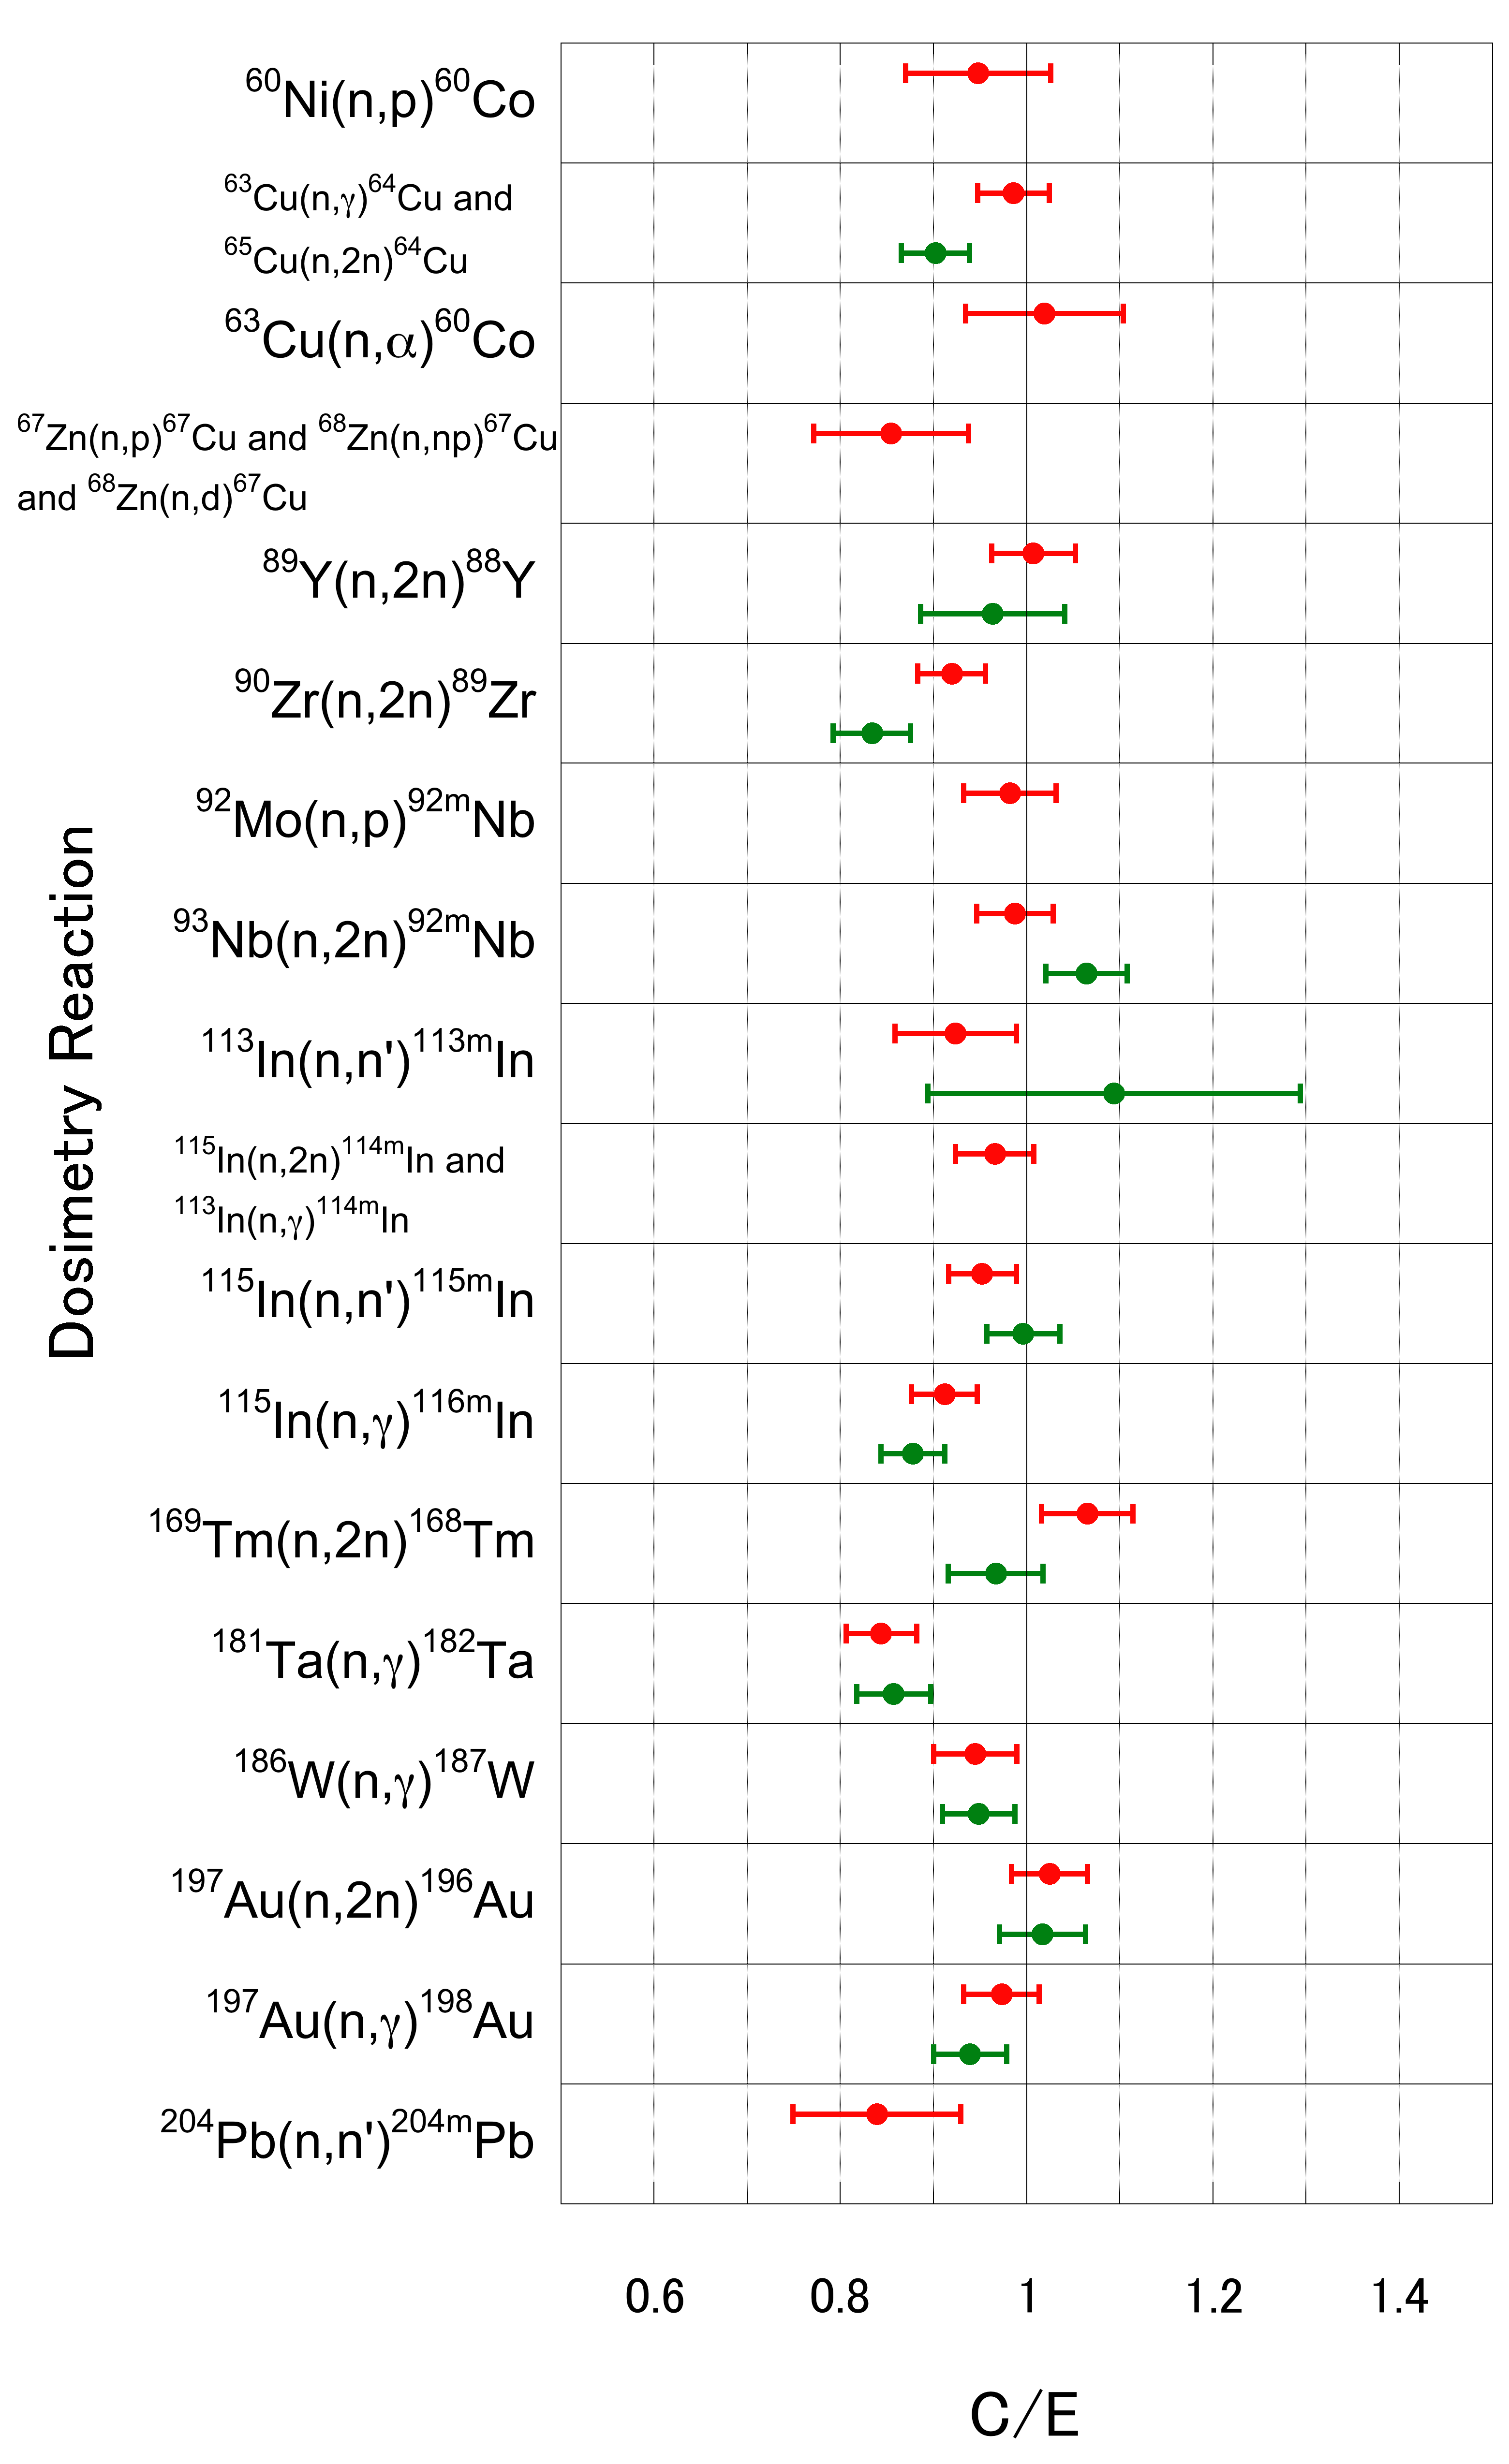 ⁶⁰Ni(n,p)⁶⁰Co
⁶³Cu(n,γ)⁶⁴Cu and
⁶⁵Cu(n,2n)⁶⁴Cu
⁶³Cu(n,α)⁶⁰Co
⁶⁷Zn(n,p)⁶⁷Cu and ⁶⁸Zn(n,np)⁶⁷Cu
and ⁶⁸Zn(n,d)⁶⁷Cu
⁸⁹Y(n,2n)⁸⁸Y
⁹⁰Zr(n,2n)⁸⁹Zr
⁹²Mo(n,p)⁹²ᵐNb
⁹³Nb(n,2n)⁹²ᵐNb
¹¹³In(n,n')¹¹³ᵐIn
¹¹⁵In(n,2n)¹¹⁴ᵐIn and
¹¹³In(n,γ)¹¹⁴ᵐIn
¹¹⁵In(n,n')¹¹⁵ᵐIn
¹¹⁵In(n,γ)¹¹⁶ᵐIn
¹⁶⁹Tm(n,2n)¹⁶⁸Tm
¹⁸¹Ta(n,γ)¹⁸²Ta
¹⁸⁶W(n,γ)¹⁸⁷W
¹⁹⁷Au(n,2n)¹⁹⁶Au
¹⁹⁷Au(n,γ)¹⁹⁸Au
²⁰⁴Pb(n,n')²⁰⁴ᵐPb
Dosimetry Reaction
0.6 0.8 1 1.2 1.4
C/E